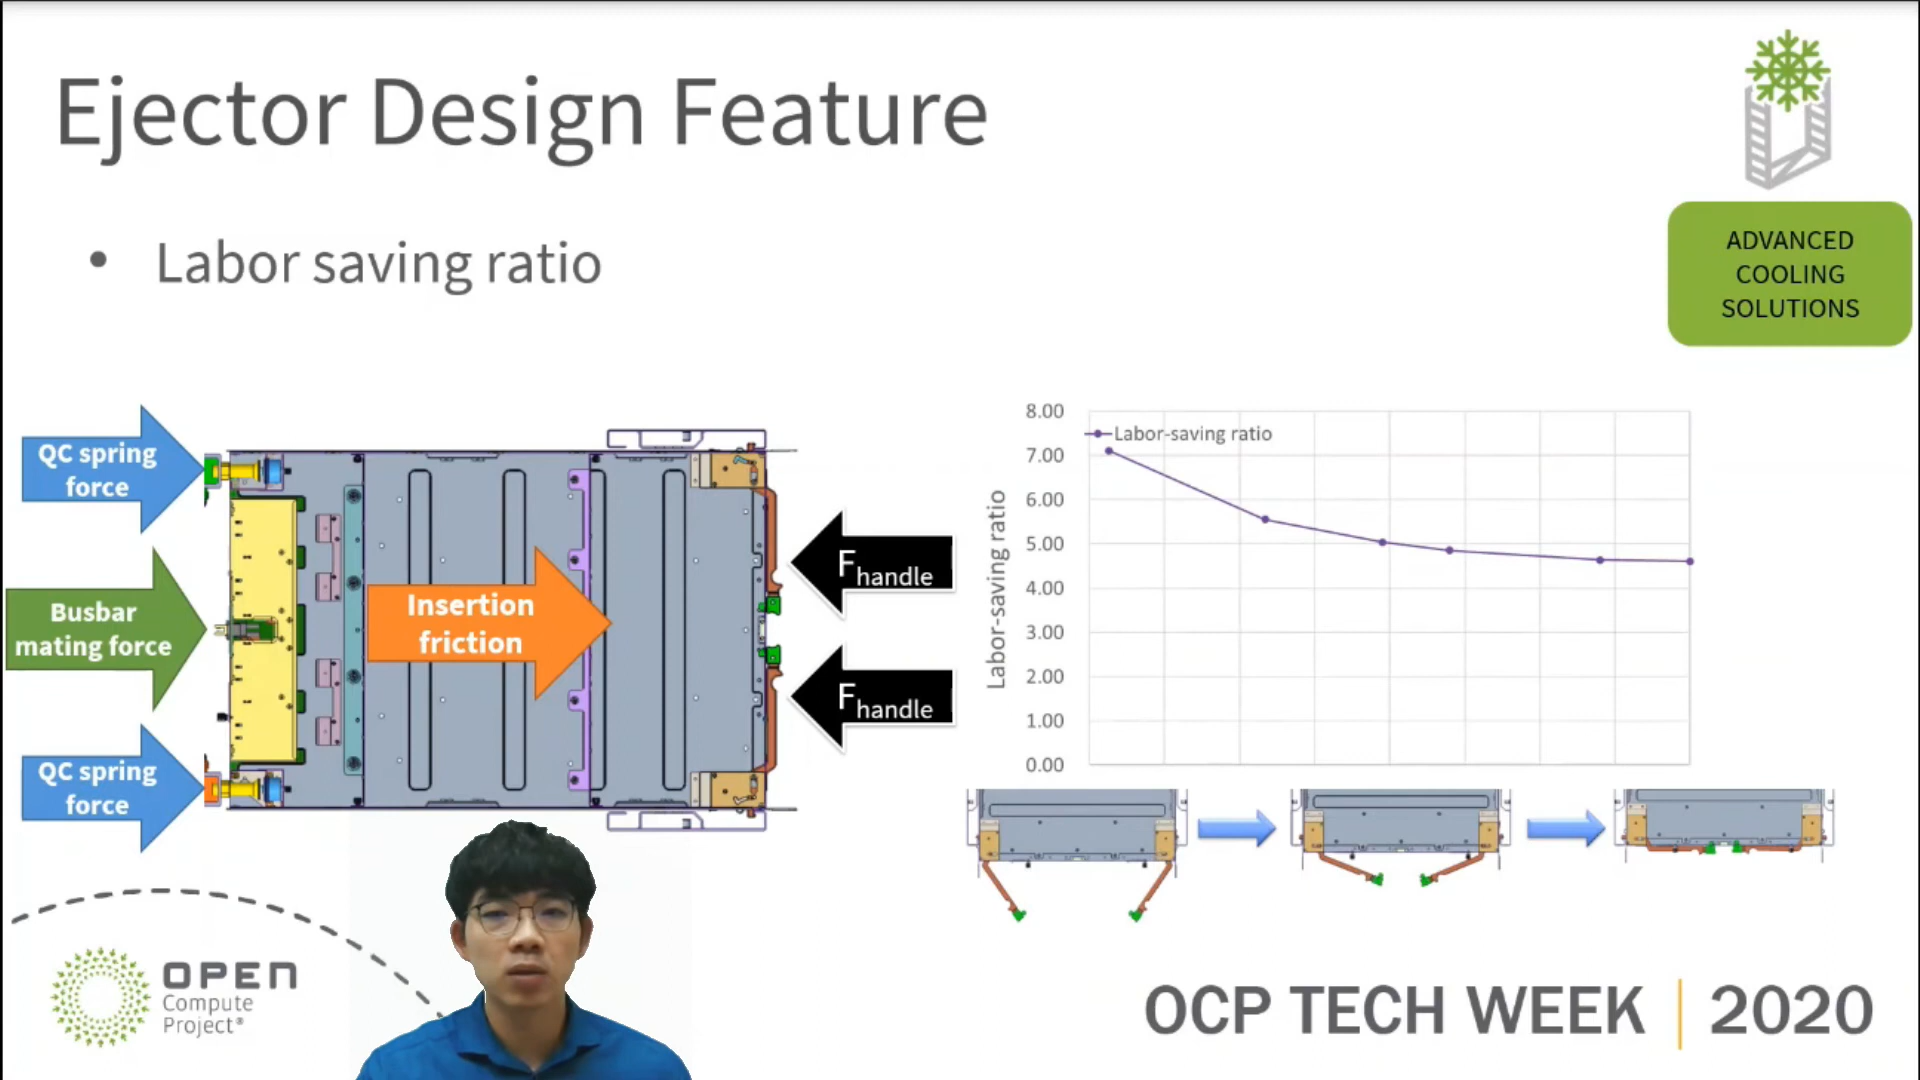 Ejector Design Feature
• Labor saving ratio
ADVANCED
COOLING
SOLUTIONS
QC spring
force
Busbar
mating force
QC spring
force
Insertion
friction
Fhandle
Fhandle
Labor-saving ratio
Labor-saving ratio
8.00
7.00
6.00
5.00
4.00
3.00
2.00
1.00
0.00
OPEN
Compute
Project®
OCP TECH WEEK | 2020